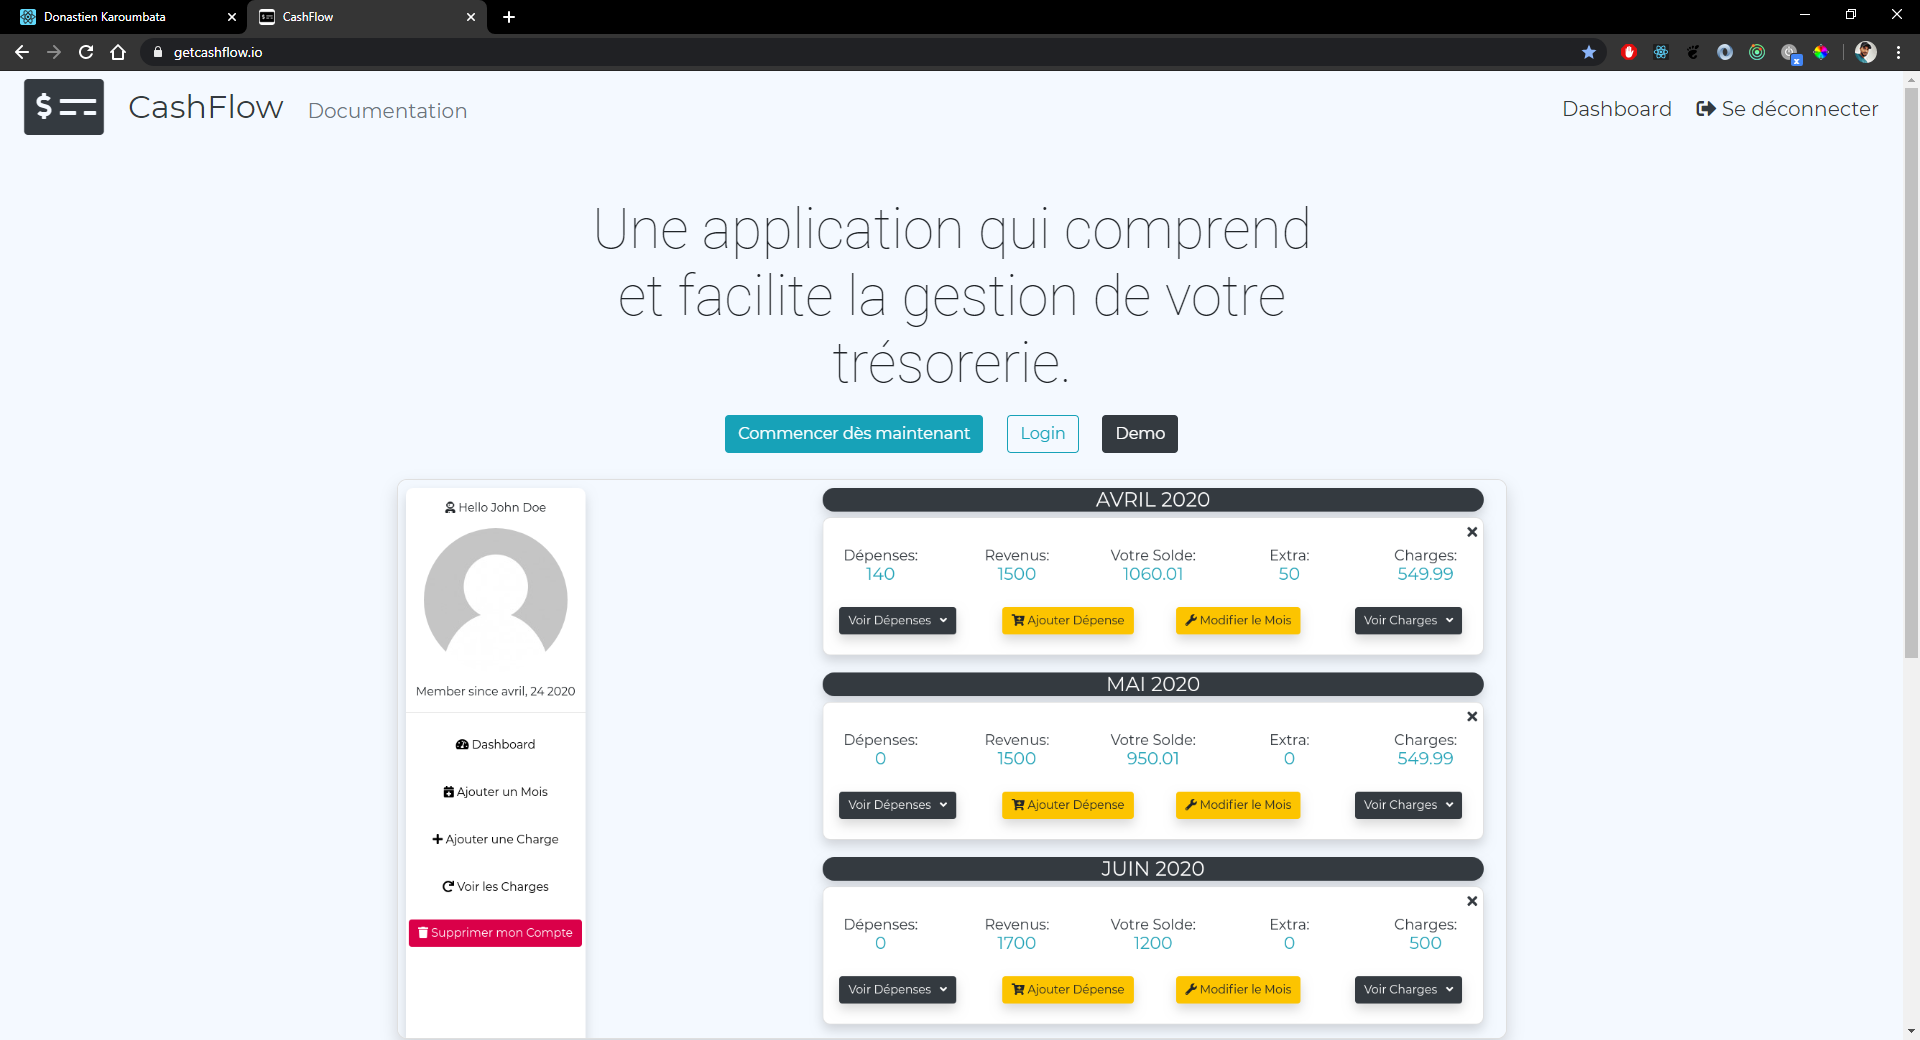 Donastien Karoumbata
CashFlow
getcashflow.io
$
CashFlow
Documentation
Dashboard
Se déconnecter
Une application qui comprend
et facilite la gestion de votre
trésorerie.
Commencer dès maintenant
Login
Demo
Hello John Doe
Member since avril, 24 2020
Dashboard
Ajouter un Mois
Ajouter une Charge
Voir les Charges
Supprimer mon Compte
AVRIL 2020
Dépenses: Revenus: Votre Solde: Extra: Charges:
140 1500 1060.01 50 549.99
Voir Dépenses Ajouter Dépense Modifier le Mois Voir Charges
MAI 2020
Dépenses: Revenus: Votre Solde: Extra: Charges:
0 1500 950.01 0 549.99
Voir Dépenses Ajouter Dépense Modifier le Mois Voir Charges
JUIN 2020
Dépenses: Revenus: Votre Solde: Extra: Charges:
0 1700 1200 0 500
Voir Dépenses Ajouter Dépense Modifier le Mois Voir Charges